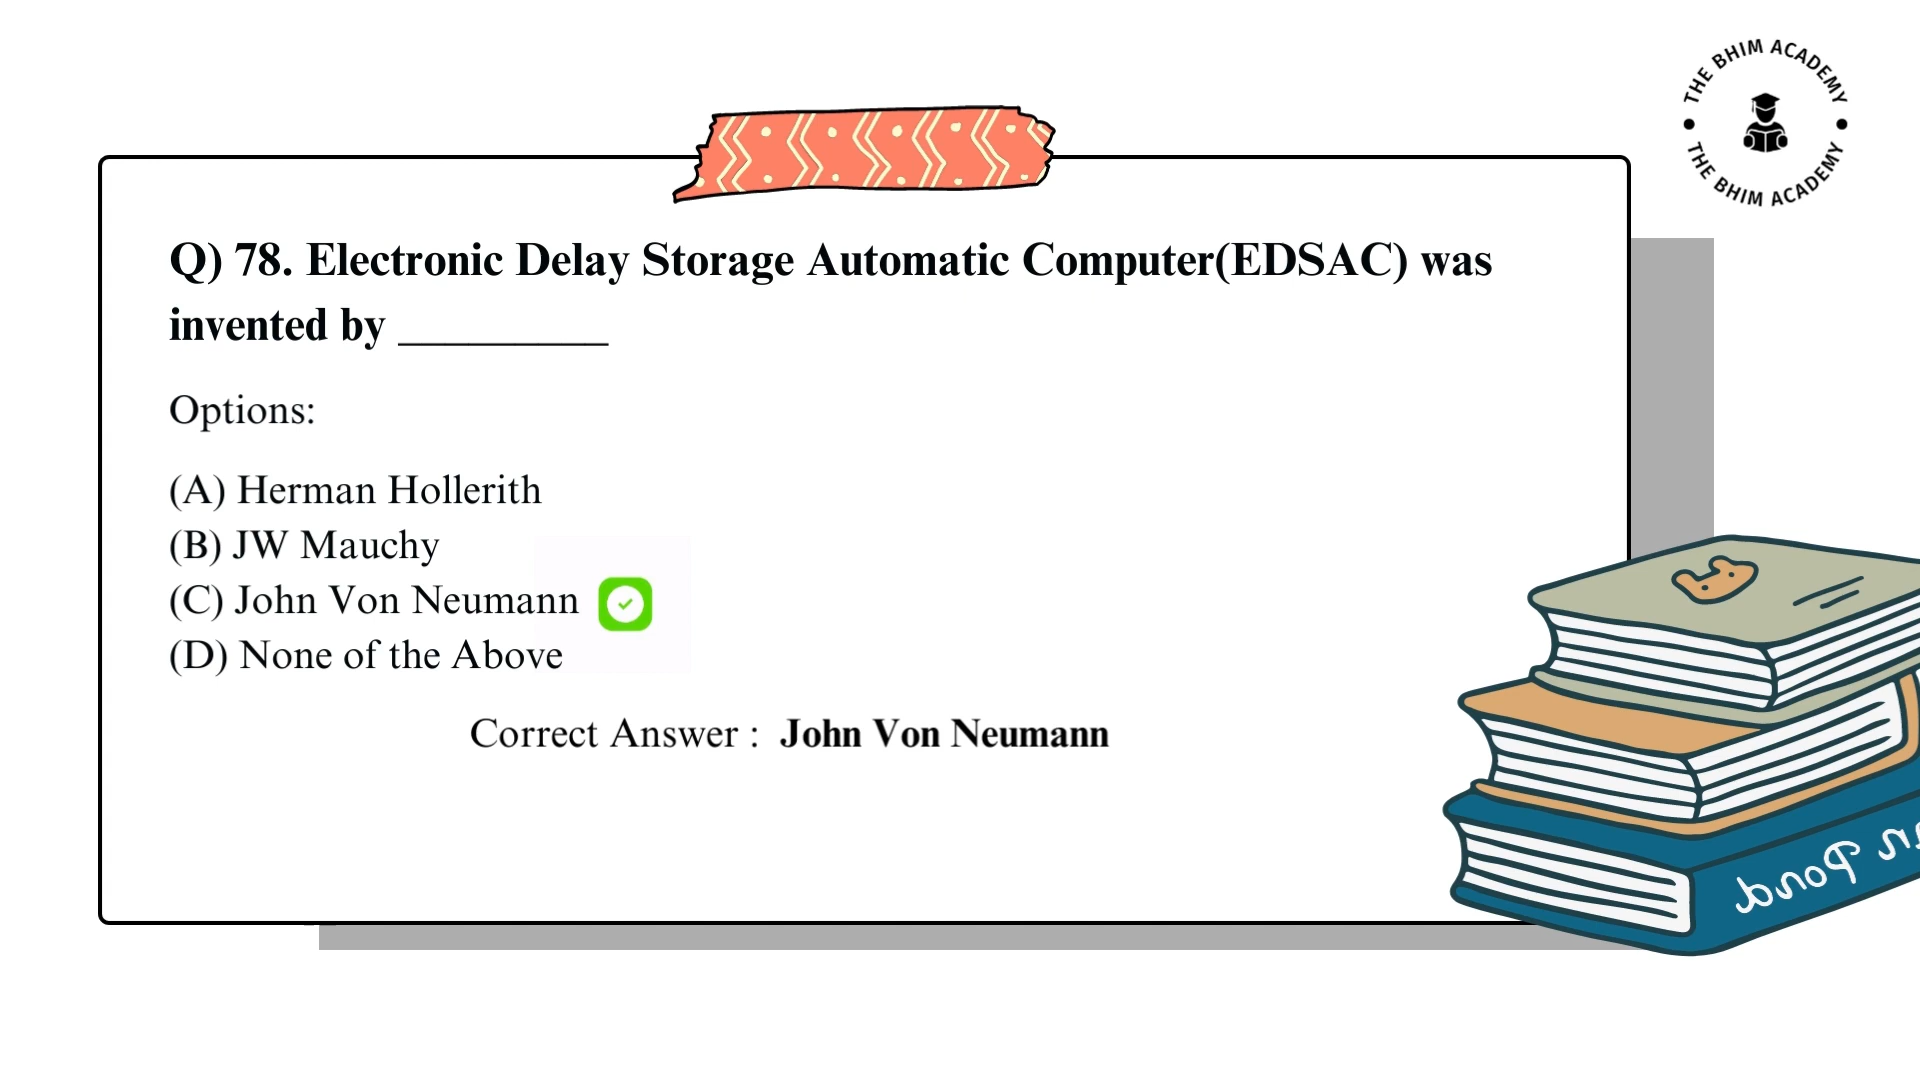 THE BHIM ACADEMY
THE BHIM ACADEMY
Q) 78. Electronic Delay Storage Automatic Computer(EDSAC) was
invented by _________
Options:
(A) Herman Hollerith
(B) JW Mauchy
(C) John Von Neumann
(D) None of the Above
Correct Answer : John Von Neumann